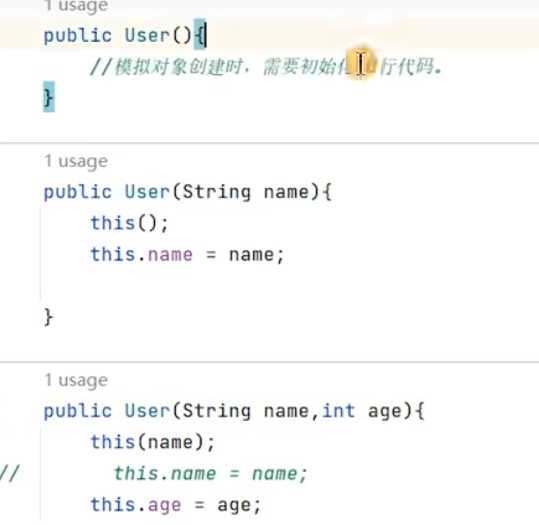 1 usage
public User(){
//模拟对象创建时，需要初始化 行代码。
}
1 usage
public User(String name){
this();
this.name = name;
}
1 usage
public User(String name,int age){
this(name);
// this.name = name;
this.age = age;